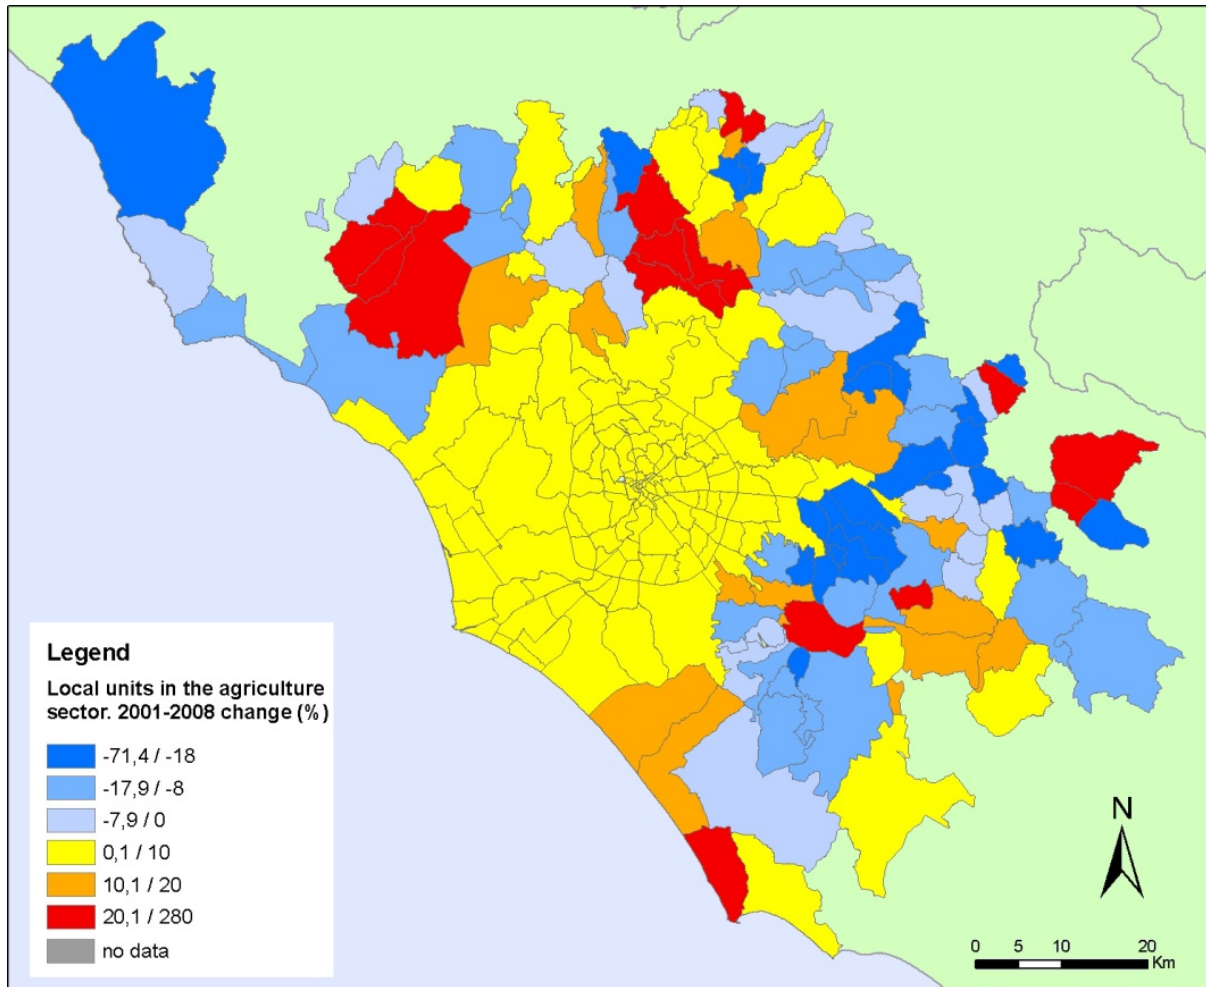 Legend
Local units in the agriculture
sector. 2001-2008 change (%)
-71,4 / -18
-17,9 / -8
-7,9 / 0
0,1 / 10
10,1 / 20
20,1 / 280
no data
N
0 5 10 20
Km